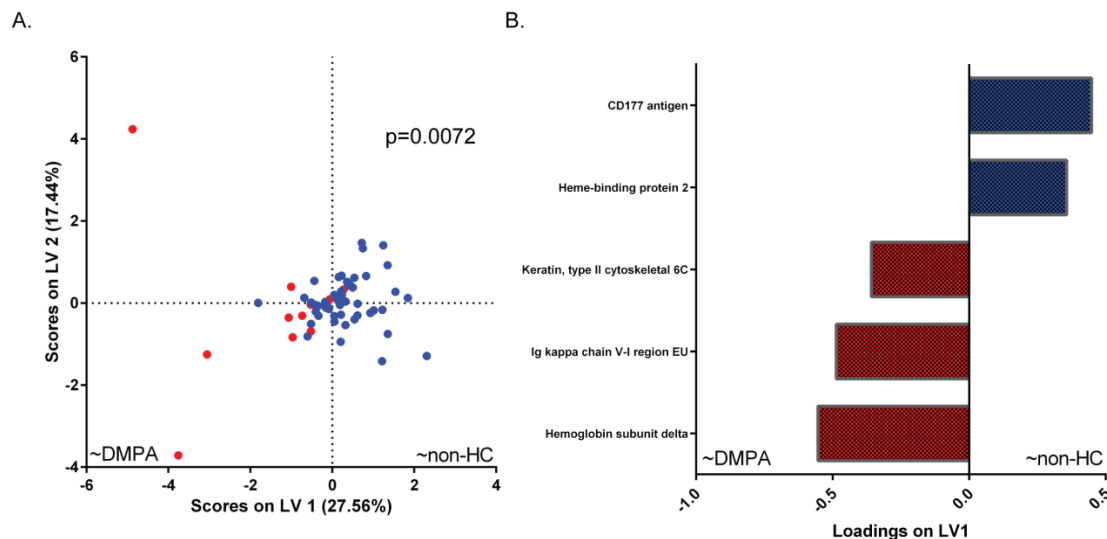 A.
6
4
2
0
-2
-4
Scores on LV 2 (17.44%)
p=0.0072
~DMPA
~non-HC
-6
-4
-2
0
2
4
Scores on LV 1 (27.56%)
B.
CD177 antigen
Heme-binding protein 2
Keratin, type II cytoskeletal 6C
Ig kappa chain V-I region EU
Hemoglobin subunit delta
~DMPA
~non-HC
-1.0
-0.5
0.0
0.5
Loadings on LV1